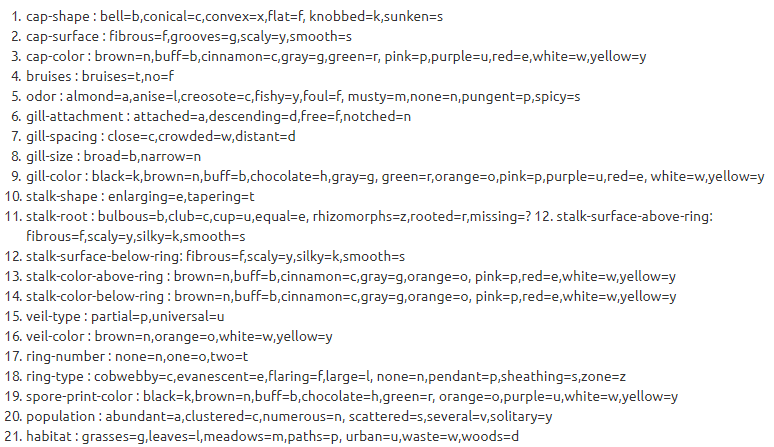 1. cap-shape : bell=b,conical=c,convex=x,flat=f, knobbed=k,sunken=s
2. cap-surface : fibrous=f,grooves=g,scaly=y,smooth=s
3. cap-color : brown=n,buff=b,cinnamon=c,gray=g,green=r, pink=p,purple=u,red=e,white=w,yellow=y
4. bruises : bruises=t,no=f
5. odor : almond=a,anise=l,creosote=c,fishy=y,foul=f, musty=m,none=n,pungent=p,spicy=s
6. gill-attachment : attached=a,descending=d,free=f,notched=n
7. gill-spacing : close=c,crowded=w,distant=d
8. gill-size : broad=b,narrow=n
9. gill-color : black=k,brown=n,buff=b,chocolate=h,gray=g, green=r,orange=o,pink=p,purple=u,red=e, white=w,yellow=y
10. stalk-shape : enlarging=e,tapering=t
11. stalk-root : bulbous=b,club=c,cup=u,equal=e, rhizomorphs=z,rooted=r,missing=? 12. stalk-surface-above-ring:
fibrous=f,scaly=y,silky=k,smooth=s
12. stalk-surface-below-ring: fibrous=f,scaly=y,silky=k,smooth=s
13. stalk-color-above-ring : brown=n,buff=b,cinnamon=c,gray=g,orange=o, pink=p,red=e,white=w,yellow=y
14. stalk-color-below-ring : brown=n,buff=b,cinnamon=c,gray=g,orange=o, pink=p,red=e,white=w,yellow=y
15. veil-type : partial=p,universal=u
16. veil-color : brown=n,orange=o,white=w,yellow=y
17. ring-number : none=n,one=o,two=t
18. ring-type : cobwebby=c,evanescent=e,flaring=f,large=l, none=n,pendant=p,sheathing=s,zone=z
19. spore-print-color : black=k,brown=n,buff=b,chocolate=h,green=r, orange=o,purple=u,white=w,yellow=y
20. population : abundant=a,clustered=c,numerous=n, scattered=s,several=v,solitary=y
21. habitat : grasses=g,leaves=l,meadows=m,paths=p, urban=u,waste=w,woods=d